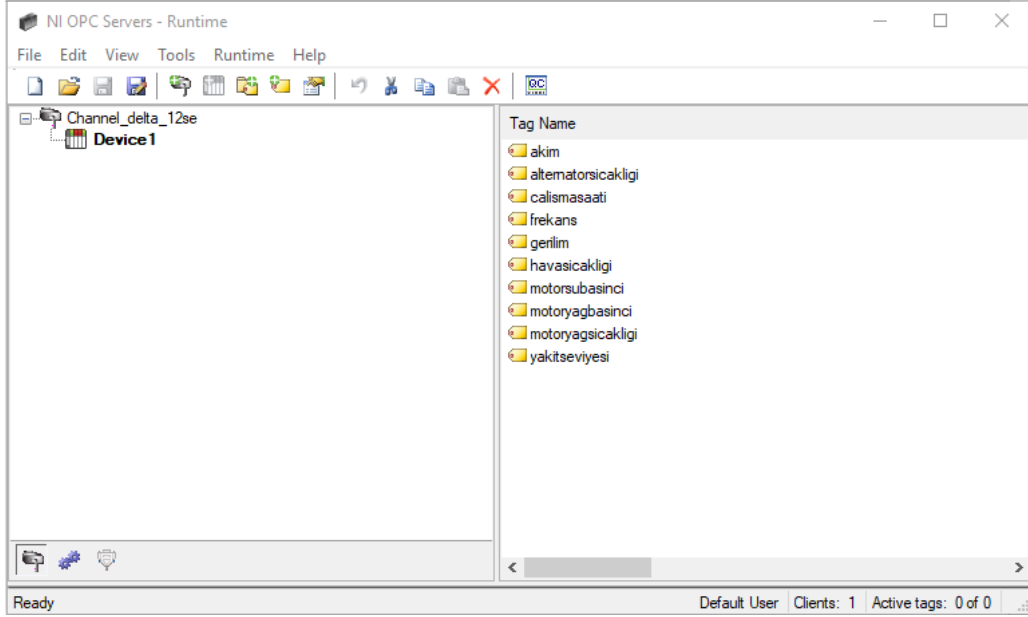 NI OPC Servers - Runtime
File Edit View Tools Runtime Help
Channel_delta_12se
Device1
Tag Name
akim
alternatorsicakligi
calismasaati
frekans
gerilim
havasicakligi
motorsubasinci
motoryagbasinci
motoryagsicakligi
yakitseviyesi
Ready
Default User Clients: 1 Active tags: 0 of 0